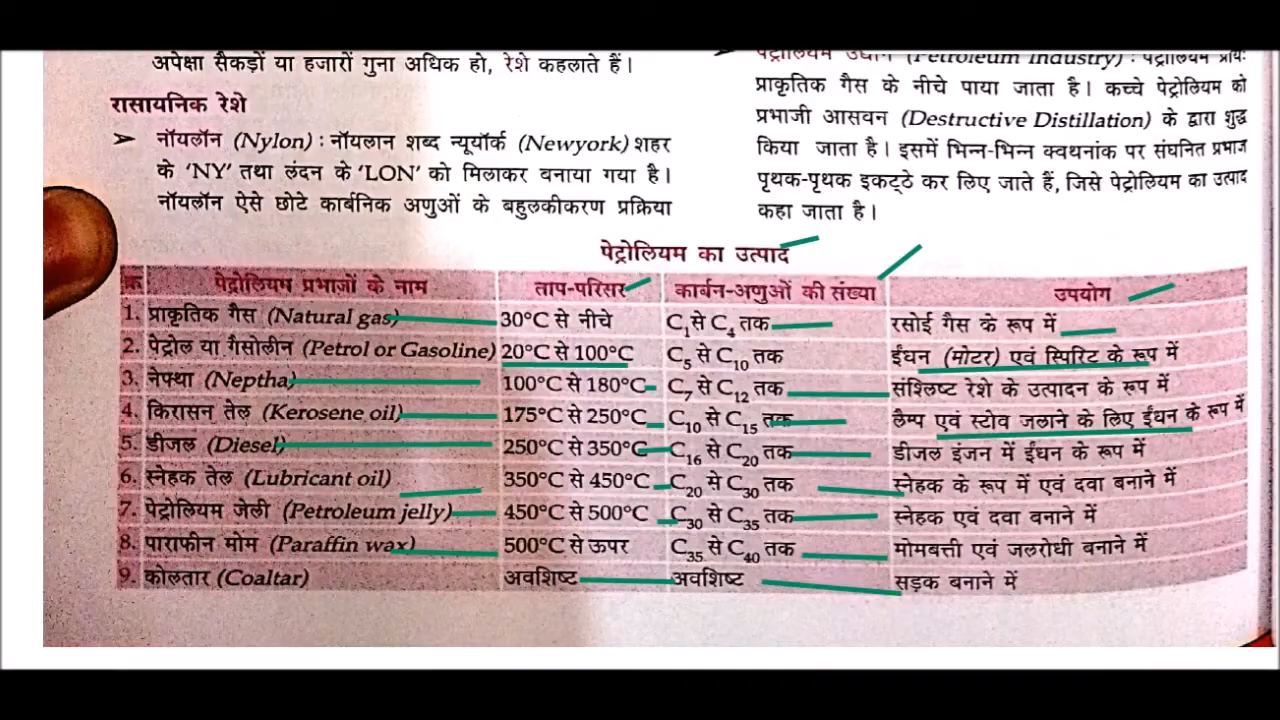 अपेक्षा सैकड़ों या हजारों गुना अधिक हो, रेशे कहलाते हैं।
रासायनिक रेशे
➤ नॉयलॉन (Nylon) : नॉयलान शब्द न्यूयॉर्क (Newyork) शहर
के ‘NY’ तथा लंदन के ‘LON’ को मिलाकर बनाया गया है।
नॉयलॉन ऐसे छोटे कार्बनिक अणुओं के बहुलकीकरण प्रक्रिया
➤ पेट्रोलियम उद्योग (Petroleum Industry) : पेट्रोलियम प्रायः
प्राकृतिक गैस के नीचे पाया जाता है। कच्चे पेट्रोलियम को
प्रभाजी आसवन (Destructive Distillation) के द्वारा शुद्ध
किया जाता है। इसमें भिन्न-भिन्न क्वथनांक पर संघनित प्रभाज
पृथक-पृथक इकट्ठे कर लिए जाते हैं, जिसे पेट्रोलियम का उत्पाद
कहा जाता है।
पेट्रोलियम का उत्पाद
क्र पेट्रोलियम प्रभाजों के नाम ताप-परिसर कार्बन-अणुओं की संख्या उपयोग
1. प्राकृतिक गैस (Natural gas) 30°C से नीचे C₁ से C₄ तक रसोई गैस के रूप में
2. पेट्रोल या गैसोलीन (Petrol or Gasoline) 20°C से 100°C C₅ से C₁₀ तक ईंधन (मोटर) एवं स्पिरिट के रूप में
3. नेफ्था (Neptha) 100°C से 180°C C₇ से C₁₂ तक संश्लिष्ट रेशे के उत्पादन के रूप में
4. किरासन तेल (Kerosene oil) 175°C से 250°C C₁₀ से C₁₅ तक लैम्प एवं स्टोव जलाने के लिए ईंधन के रूप में
5. डीजल (Diesel) 250°C से 350°C C₁₆ से C₂₀ तक डीजल इंजन में ईंधन के रूप में
6. स्नेहक तेल (Lubricant oil) 350°C से 450°C C₂₀ से C₃₀ तक स्नेहक के रूप में एवं दवा बनाने में
7. पेट्रोलियम जेली (Petroleum jelly) 450°C से 500°C C₃₀ से C₃₅ तक स्नेहक एवं दवा बनाने में
8. पाराफीन मोम (Paraffin wax) 500°C से ऊपर C₃₅ से C₄₀ तक मोमबत्ती एवं जलरोधी बनाने में
9. कोलतार (Coaltar) अवशिष्ट अवशिष्ट सड़क बनाने में